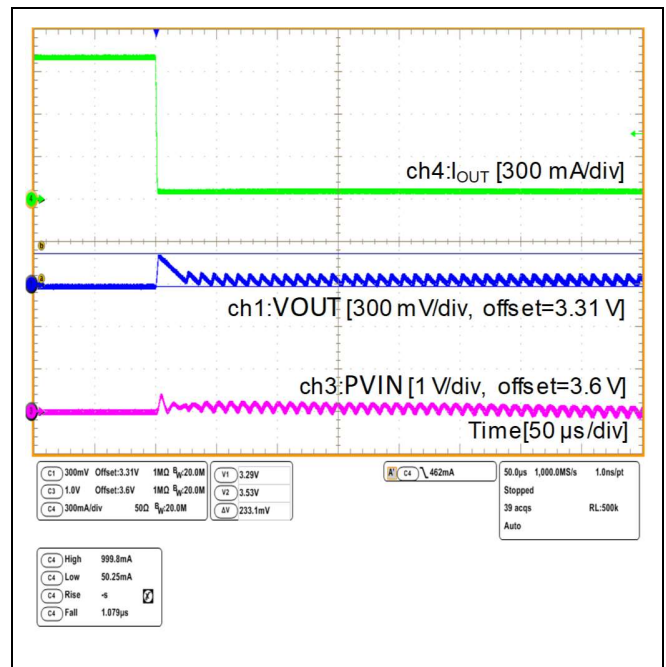 ch4:IOUT [300 mA/div]
b
a
ch1:VOUT [300 mV/div, offset=3.31 V]
ch3:PVIN [1 V/div, offset=3.6 V]
Time[50 µs/div]
C1 300mV Offset:3.31V 1MΩ BW:20.0M
C3 1.0V Offset:3.6V 1MΩ BW:20.0M
C4 300mA/div 50Ω BW:20.0M
V1 3.29V
V2 3.53V
ΔV 233.1mV
A' C4 462mA
50.0µs 1,000.0MS/s 1.0ns/pt
Stopped
39 acqs RL:500k
Auto
C4 High 999.8mA
C4 Low 50.25mA
C4 Rise -s
C4 Fall 1.079µs